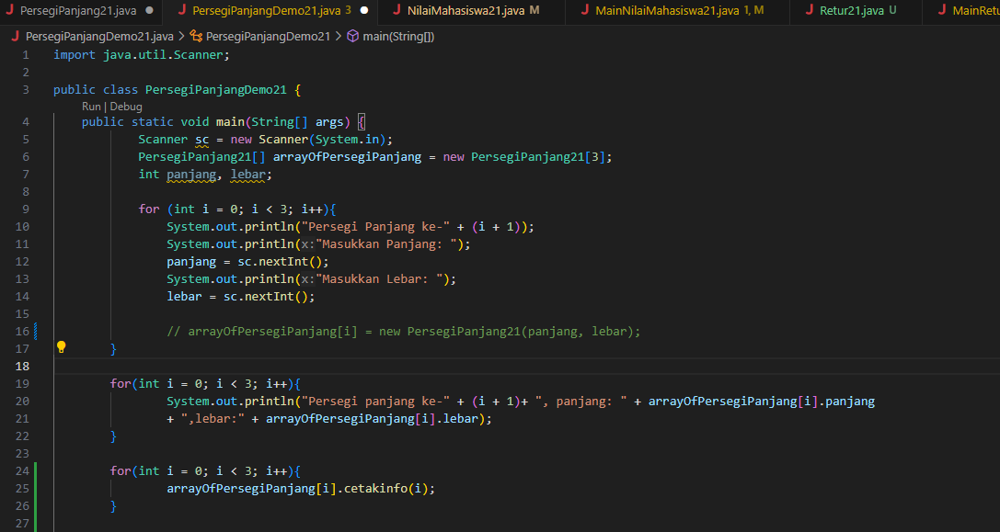 PersegiPanjang21.java PersegiPanjangDemo21.java 3 NilaiMahasiswa21.java M MainNilaiMahasiswa21.java 1, M Retur21.java U MainRetu
PersegiPanjangDemo21.java > PersegiPanjangDemo21 > main(String[])
1 import java.util.Scanner;
2
3 public class PersegiPanjangDemo21 {
Run | Debug
4 public static void main(String[] args) {
5 Scanner sc = new Scanner(System.in);
6 PersegiPanjang21[] arrayOfPersegiPanjang = new PersegiPanjang21[3];
7 int panjang, lebar;
8
9 for (int i = 0; i < 3; i++){
10 System.out.println("Persegi Panjang ke-" + (i + 1));
11 System.out.println(x:"Masukkan Panjang: ");
12 panjang = sc.nextInt();
13 System.out.println(x:"Masukkan Lebar: ");
14 lebar = sc.nextInt();
15
16 // arrayOfPersegiPanjang[i] = new PersegiPanjang21(panjang, lebar);
17 }
18
19 for(int i = 0; i < 3; i++){
20 System.out.println("Persegi panjang ke-" + (i + 1)+ ", panjang: " + arrayOfPersegiPanjang[i].panjang
21 + ",lebar:" + arrayOfPersegiPanjang[i].lebar);
22 }
23
24 for(int i = 0; i < 3; i++){
25 arrayOfPersegiPanjang[i].cetakinfo(i);
26 }
27